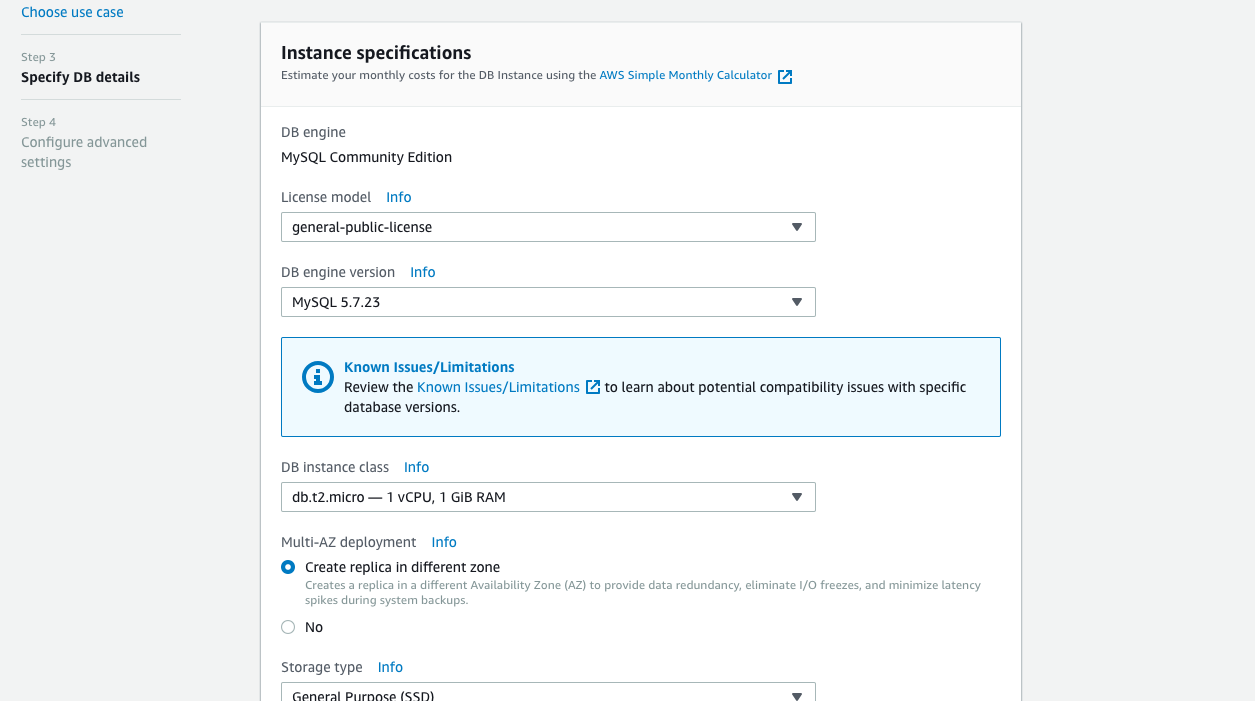 Choose use case
Step 3
Specify DB details
Step 4
Configure advanced
settings
Instance specifications
Estimate your monthly costs for the DB Instance using the AWS Simple Monthly Calculator
DB engine
MySQL Community Edition
License model Info
general-public-license
DB engine version Info
MySQL 5.7.23
Known Issues/Limitations
Review the Known Issues/Limitations to learn about potential compatibility issues with specific
database versions.
DB instance class Info
db.t2.micro — 1 vCPU, 1 GiB RAM
Multi-AZ deployment Info
Create replica in different zone
Creates a replica in a different Availability Zone (AZ) to provide data redundancy, eliminate I/O freezes, and minimize latency
spikes during system backups.
No
Storage type Info
General Purpose (SSD)